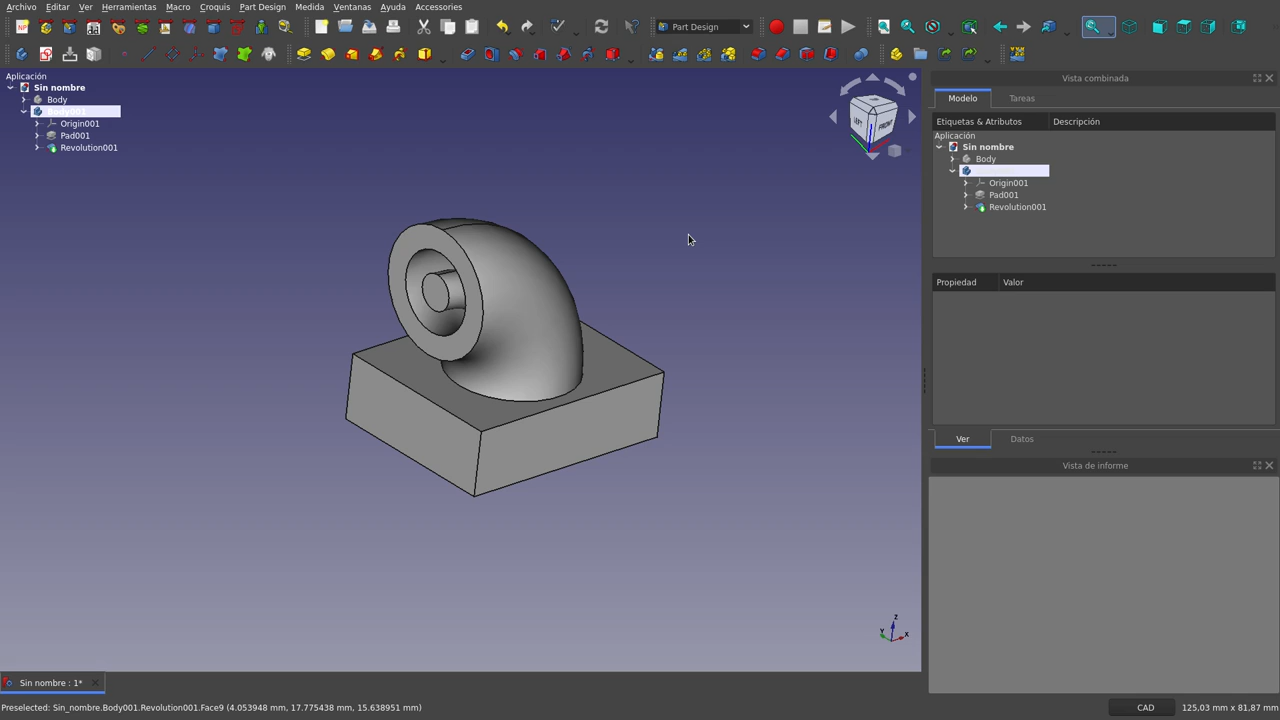 Archivo Editar Ver Herramientas Macro Croquis Part Design Medida Ventanas Ayuda Accessories
Part Design
Aplicación
Sin nombre
Body
Body001
Origin001
Pad001
Revolution001
LEFT
FRONT
Z
Y
X
Vista combinada
Modelo Tareas
Etiquetas & Atributos Descripción
Aplicación
Sin nombre
Body
Origin001
Pad001
Revolution001
Propiedad Valor
Ver Datos
Vista de informe
Sin nombre : 1*
Preselected: Sin_nombre.Body001.Revolution001.Face9 (4.053948 mm, 17.775438 mm, 15.638951 mm)
CAD
125,03 mm x 81,87 mm